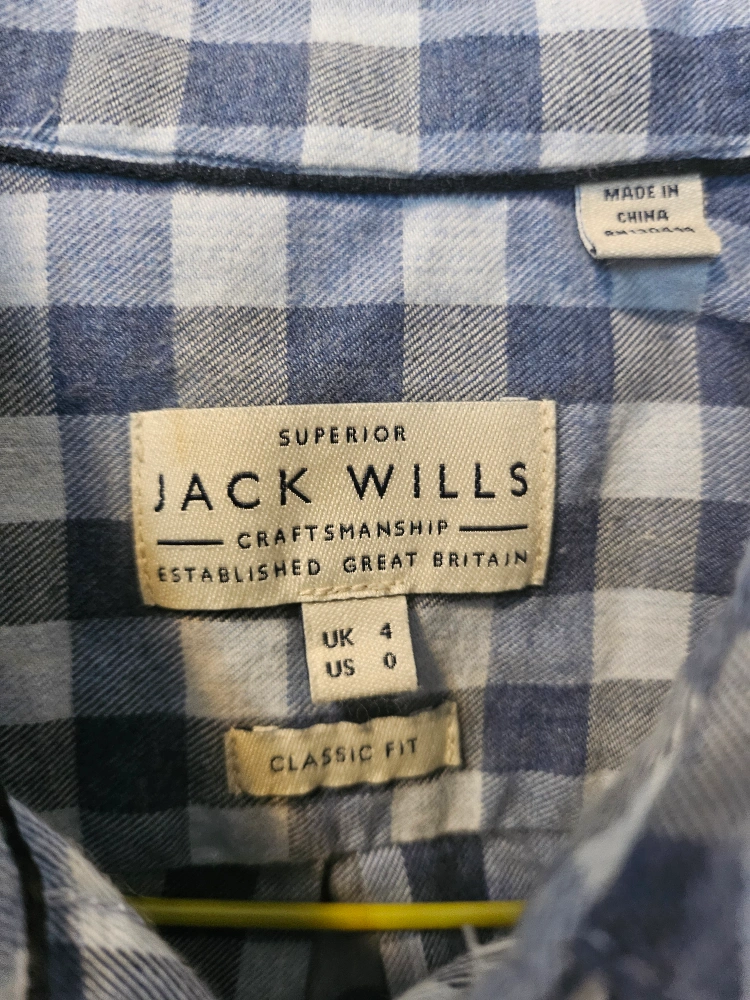 MADE IN
CHINA
SUPERIOR
JACK WILLS
CRAFTSMANSHIP
ESTABLISHED GREAT BRITAIN
UK 4
US 0
CLASSIC FIT